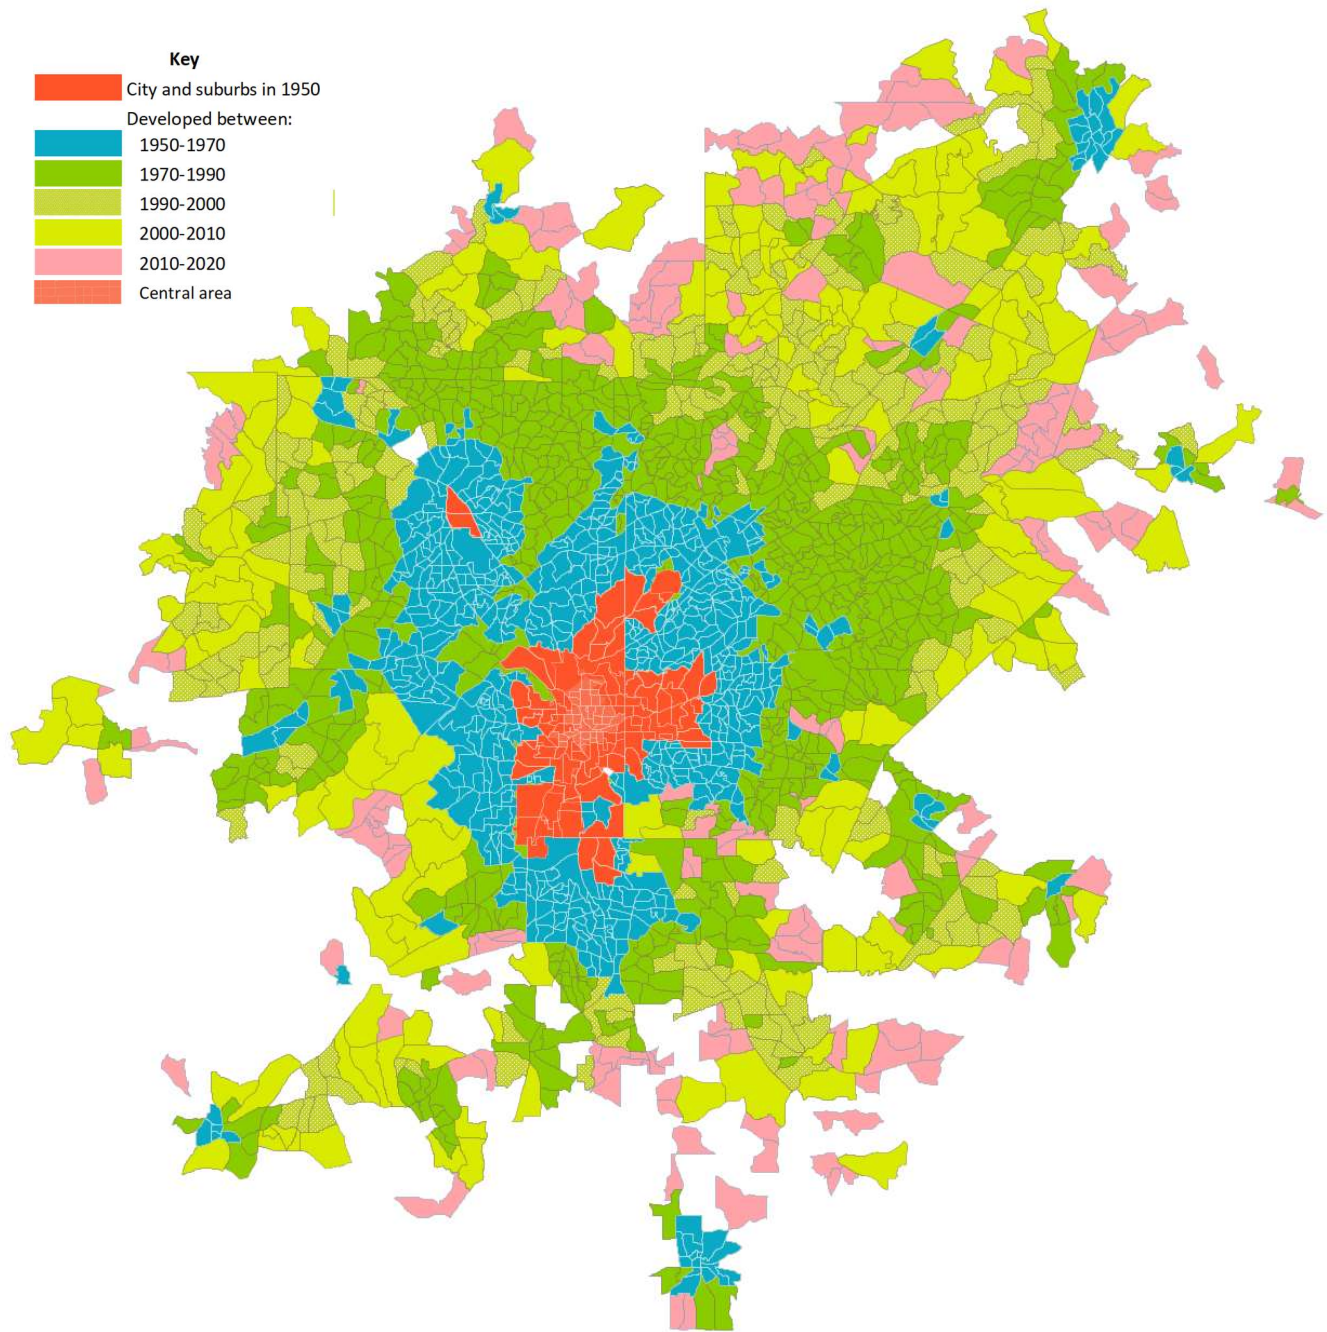 Key
City and suburbs in 1950
Developed between:
1950-1970
1970-1990
1990-2000
2000-2010
2010-2020
Central area